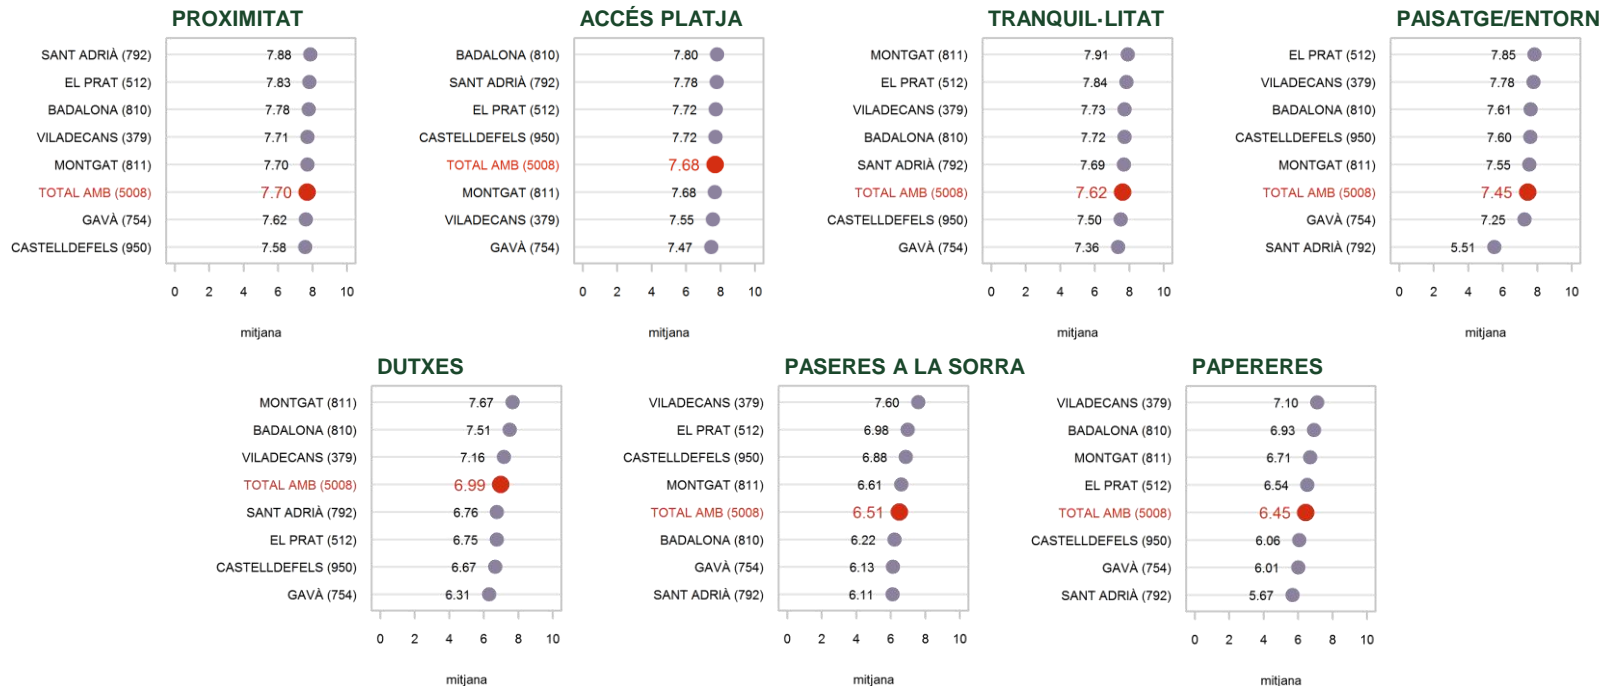 PROXIMITAT
SANT ADRIÀ (792) 7.88
EL PRAT (512) 7.83
BADALONA (810) 7.78
VILADECANS (379) 7.71
MONTGAT (811) 7.70
TOTAL AMB (5008) 7.70
GAVÀ (754) 7.62
CASTELLDEFELS (950) 7.58
0 2 4 6 8 10
mitjana
ACCÉS PLATJA
BADALONA (810) 7.80
SANT ADRIÀ (792) 7.78
EL PRAT (512) 7.72
CASTELLDEFELS (950) 7.72
TOTAL AMB (5008) 7.68
MONTGAT (811) 7.68
VILADECANS (379) 7.55
GAVÀ (754) 7.47
0 2 4 6 8 10
mitjana
TRANQUIL·LITAT
MONTGAT (811) 7.91
EL PRAT (512) 7.84
VILADECANS (379) 7.73
BADALONA (810) 7.72
SANT ADRIÀ (792) 7.69
TOTAL AMB (5008) 7.62
CASTELLDEFELS (950) 7.50
GAVÀ (754) 7.36
0 2 4 6 8 10
mitjana
PAISATGE/ENTORN
EL PRAT (512) 7.85
VILADECANS (379) 7.78
BADALONA (810) 7.61
CASTELLDEFELS (950) 7.60
MONTGAT (811) 7.55
TOTAL AMB (5008) 7.45
GAVÀ (754) 7.25
SANT ADRIÀ (792) 5.51
0 2 4 6 8 10
mitjana
DUTXES
MONTGAT (811) 7.67
BADALONA (810) 7.51
VILADECANS (379) 7.16
TOTAL AMB (5008) 6.99
SANT ADRIÀ (792) 6.76
EL PRAT (512) 6.75
CASTELLDEFELS (950) 6.67
GAVÀ (754) 6.31
0 2 4 6 8 10
mitjana
PASERES A LA SORRA
VILADECANS (379) 7.60
EL PRAT (512) 6.98
CASTELLDEFELS (950) 6.88
MONTGAT (811) 6.61
TOTAL AMB (5008) 6.51
BADALONA (810) 6.22
GAVÀ (754) 6.13
SANT ADRIÀ (792) 6.11
0 2 4 6 8 10
mitjana
PAPERERES
VILADECANS (379) 7.10
BADALONA (810) 6.93
MONTGAT (811) 6.71
EL PRAT (512) 6.54
TOTAL AMB (5008) 6.45
CASTELLDEFELS (950) 6.06
GAVÀ (754) 6.01
SANT ADRIÀ (792) 5.67
0 2 4 6 8 10
mitjana